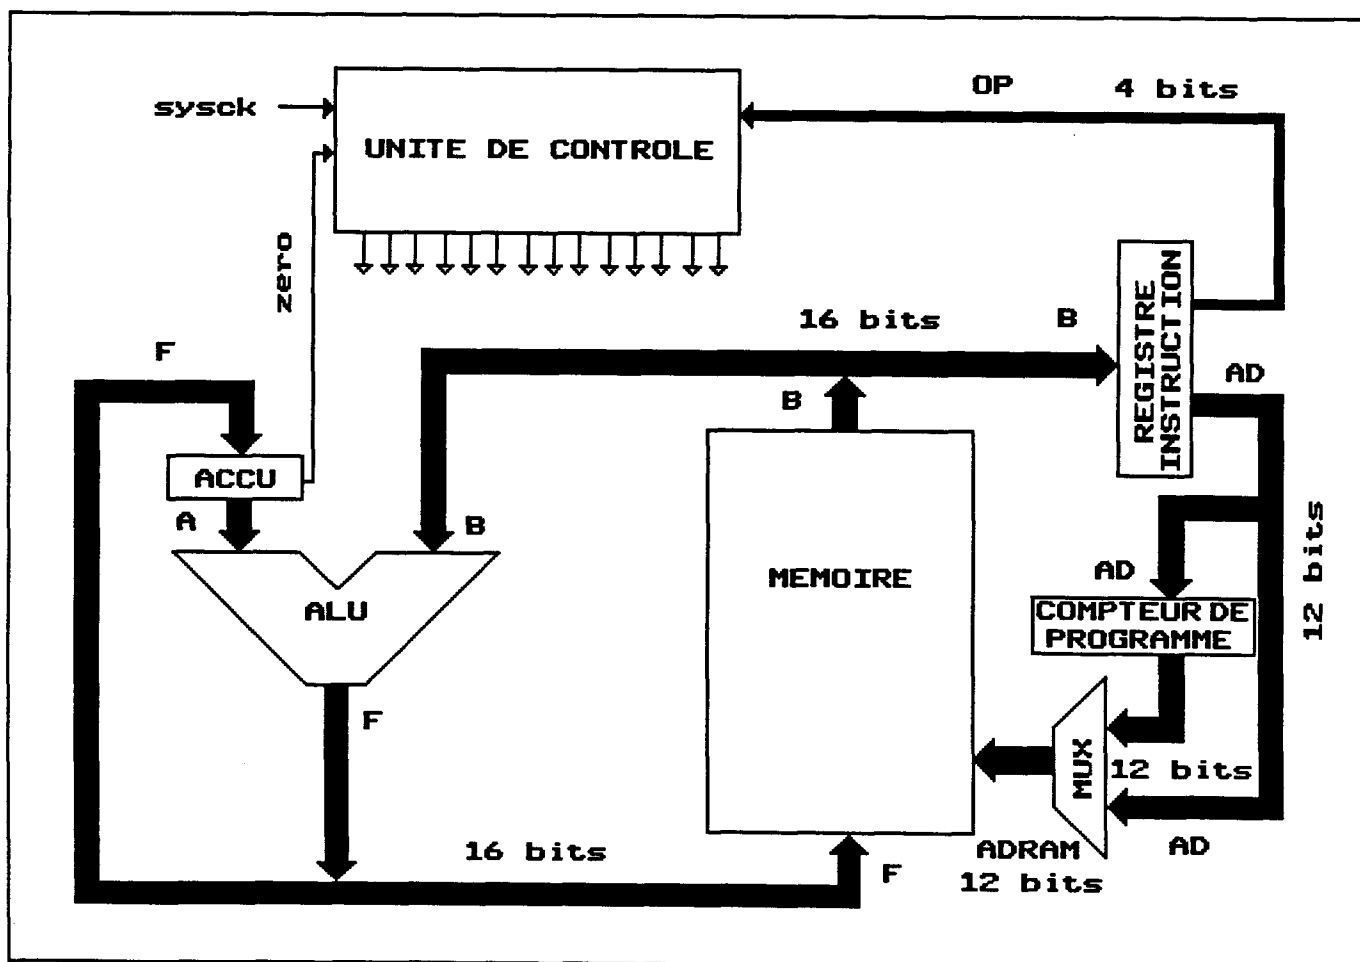 OP 4 bits
sysck
UNITE DE CONTROLE
zero
REGISTRE
INSTRUCTION
16 bits B
F
AD
B
ACCU
A
B
12 bits
MEMOIRE
AD
ALU
COMPTEUR DE
PROGRAMME
F
MUX
12 bits
16 bits
ADRAM
AD
F
12 bits